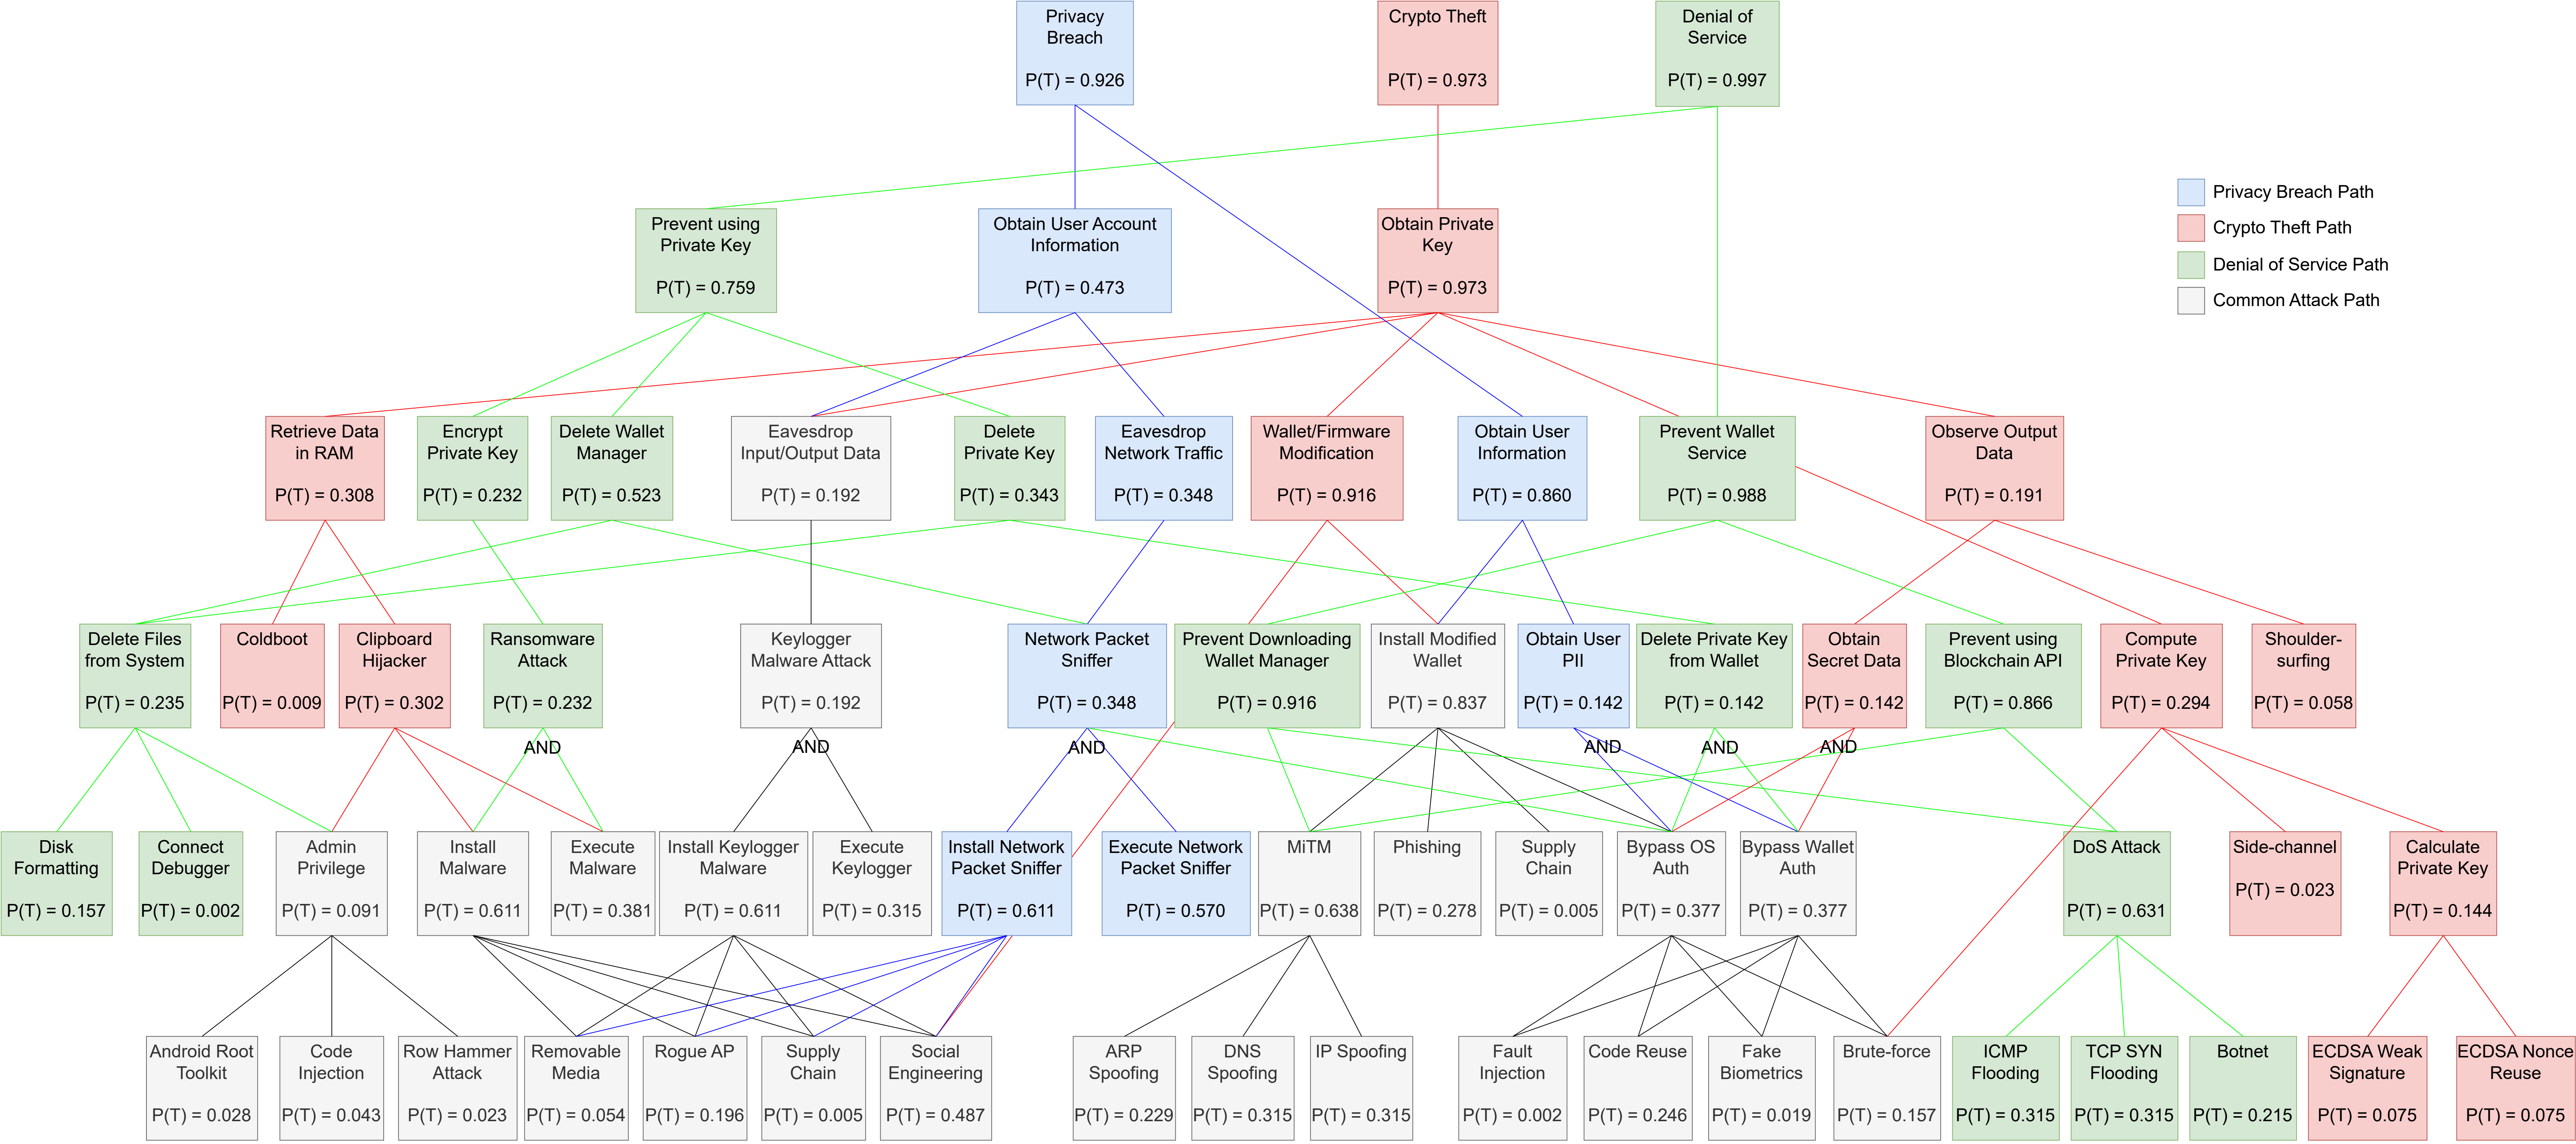 Privacy
Breach
P(T) = 0.926
Crypto Theft
P(T) = 0.973
Denial of
Service
P(T) = 0.997
Privacy Breach Path
Crypto Theft Path
Denial of Service Path
Common Attack Path
Prevent using
Private Key
P(T) = 0.759
Obtain User Account
Information
P(T) = 0.473
Obtain Private
Key
P(T) = 0.973
Retrieve Data
in RAM
P(T) = 0.308
Encrypt
Private Key
P(T) = 0.232
Delete Wallet
Manager
P(T) = 0.523
Eavesdrop
Input/Output Data
P(T) = 0.192
Delete
Private Key
P(T) = 0.343
Eavesdrop
Network Traffic
P(T) = 0.348
Wallet/Firmware
Modification
P(T) = 0.916
Obtain User
Information
P(T) = 0.860
Prevent Wallet
Service
P(T) = 0.988
Observe Output
Data
P(T) = 0.191
Delete Files
from System
P(T) = 0.235
Coldboot
P(T) = 0.009
Clipboard
Hijacker
P(T) = 0.302
Ransomware
Attack
P(T) = 0.232
Keylogger
Malware Attack
P(T) = 0.192
Network Packet
Sniffer
P(T) = 0.348
Prevent Downloading
Wallet Manager
P(T) = 0.916
Install Modified
Wallet
P(T) = 0.837
Obtain User
PII
P(T) = 0.142
Delete Private Key
from Wallet
P(T) = 0.142
Obtain
Secret Data
P(T) = 0.142
Prevent using
Blockchain API
P(T) = 0.866
Compute
Private Key
P(T) = 0.294
Shoulder-
surfing
P(T) = 0.058
AND
AND
AND
AND
AND
AND
Disk
Formatting
P(T) = 0.157
Connect
Debugger
P(T) = 0.002
Admin
Privilege
P(T) = 0.091
Install
Malware
P(T) = 0.611
Execute
Malware
P(T) = 0.381
Install Keylogger
Malware
P(T) = 0.611
Execute
Keylogger
P(T) = 0.315
Install Network
Packet Sniffer
P(T) = 0.611
Execute Network
Packet Sniffer
P(T) = 0.570
MiTM
P(T) = 0.638
Phishing
P(T) = 0.278
Supply
Chain
P(T) = 0.005
Bypass OS
Auth
P(T) = 0.377
Bypass Wallet
Auth
P(T) = 0.377
DoS Attack
P(T) = 0.631
Side-channel
P(T) = 0.023
Calculate
Private Key
P(T) = 0.144
Android Root
Toolkit
P(T) = 0.028
Code
Injection
P(T) = 0.043
Row Hammer
Attack
P(T) = 0.023
Removable
Media
P(T) = 0.054
Rogue AP
P(T) = 0.196
Supply
Chain
P(T) = 0.005
Social
Engineering
P(T) = 0.487
ARP
Spoofing
P(T) = 0.229
DNS
Spoofing
P(T) = 0.315
IP Spoofing
P(T) = 0.315
Fault
Injection
P(T) = 0.002
Code Reuse
P(T) = 0.246
Fake
Biometrics
P(T) = 0.019
Brute-force
P(T) = 0.157
ICMP
Flooding
P(T) = 0.315
TCP SYN
Flooding
P(T) = 0.315
Botnet
P(T) = 0.215
ECDSA Weak
Signature
P(T) = 0.075
ECDSA Nonce
Reuse
P(T) = 0.075